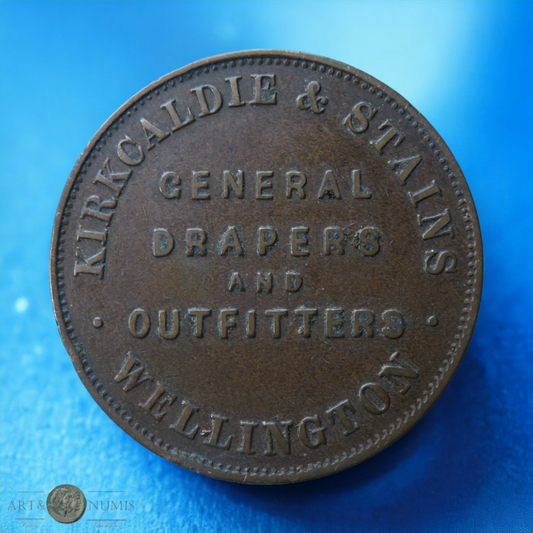 KIRKCALDIE & STAINS
GENERAL
DRAPERS
AND
OUTFITTERS
WELLINGTON
ART& NUMIS